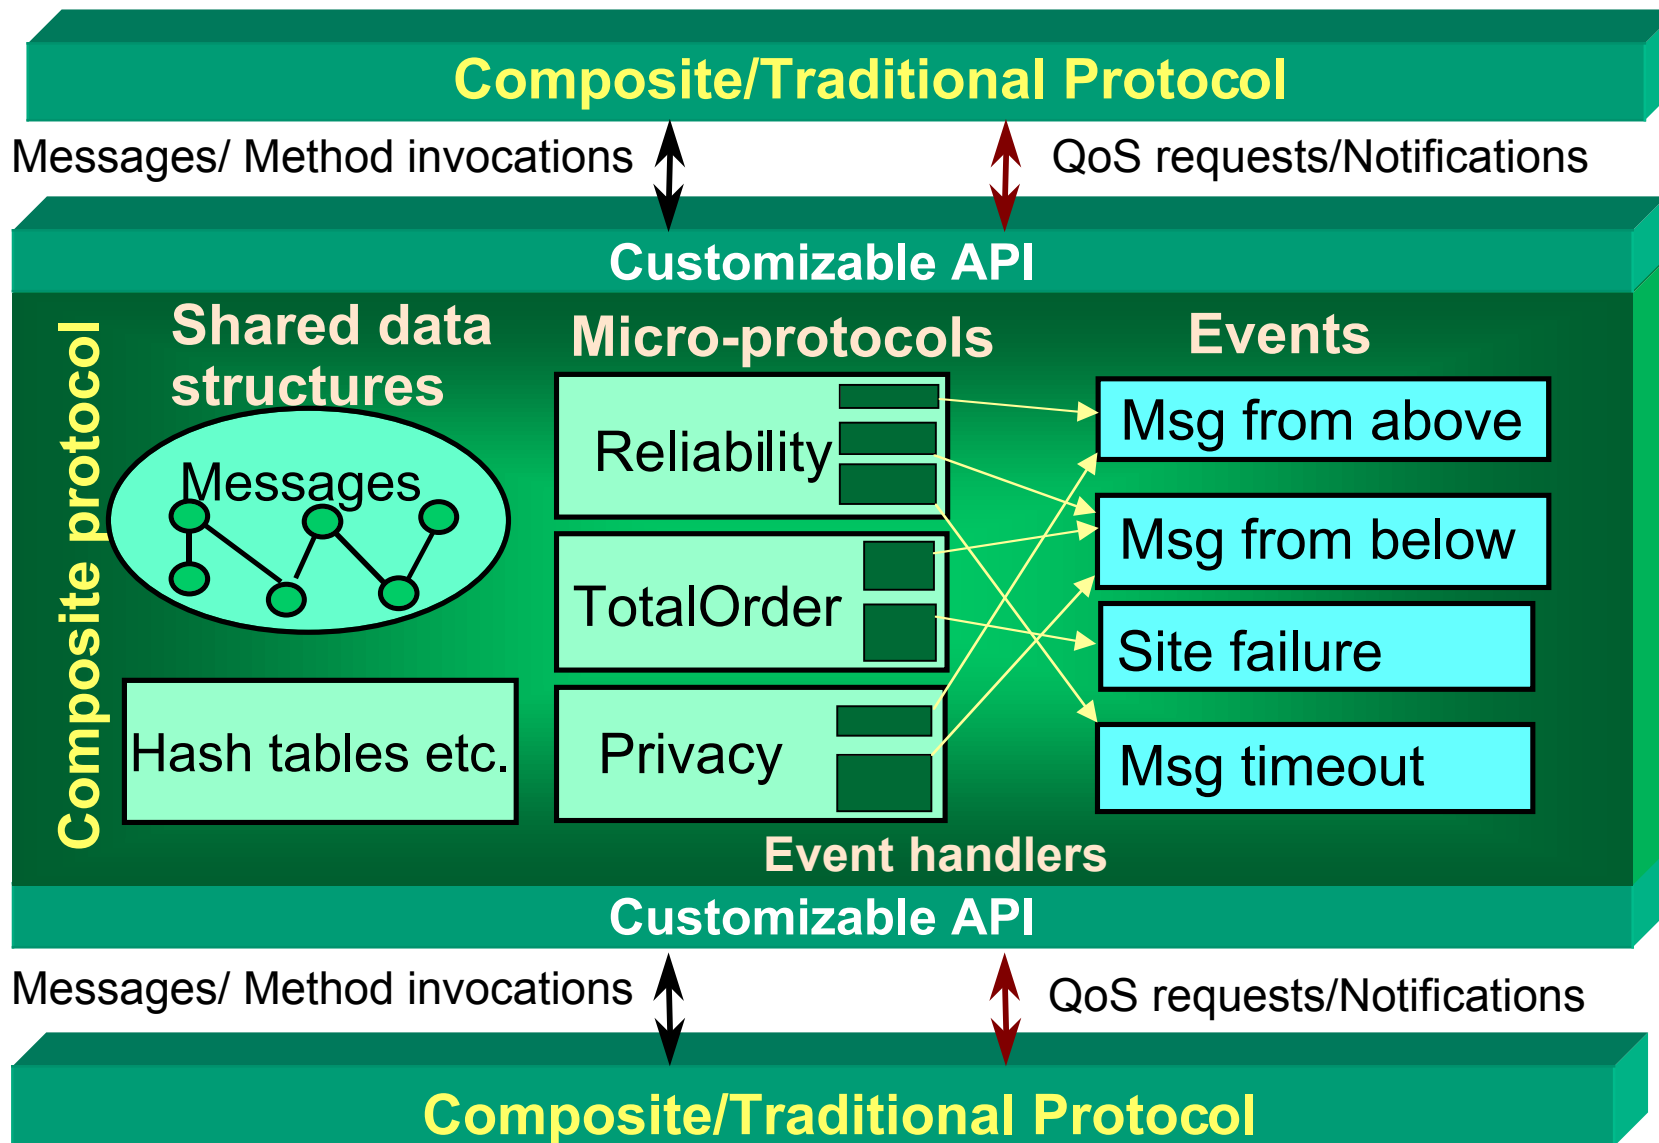 Composite/Traditional Protocol
Messages/ Method invocations
QoS requests/Notifications
Customizable API
Composite protocol
Shared data
structures
Messages
Hash tables etc.
Micro-protocols
Reliability
TotalOrder
Privacy
Event handlers
Events
Msg from above
Msg from below
Site failure
Msg timeout
Customizable API
Messages/ Method invocations
QoS requests/Notifications
Composite/Traditional Protocol